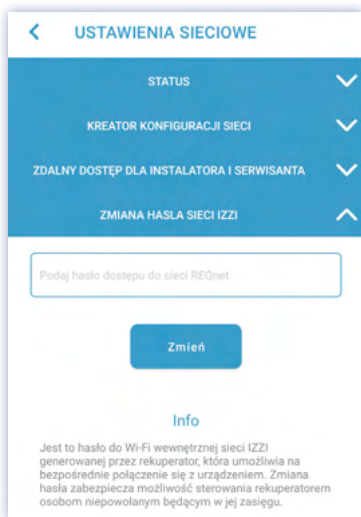 USTAWIENIA SIECIOWE
STATUS
KREATOR KONFIGURACJI SIECI
ZDALNY DOSTĘP DLA INSTALATORA I SERWISANTA
ZMIANA HASLA SIECI IZZI
Podaj hasło dostępu do sieci REQnet
Zmień
Info
Jest to hasło do Wi-Fi wewnętrznej sieci IZZI
generowanej przez rekuperator, która umożliwia na
bezpośrednie połączenie się z urządzeniem. Zmiana
hasła zabezpiecza możliwość sterowania rekuperatorem
osobom niepowołanym będącym w jej zasięgu.